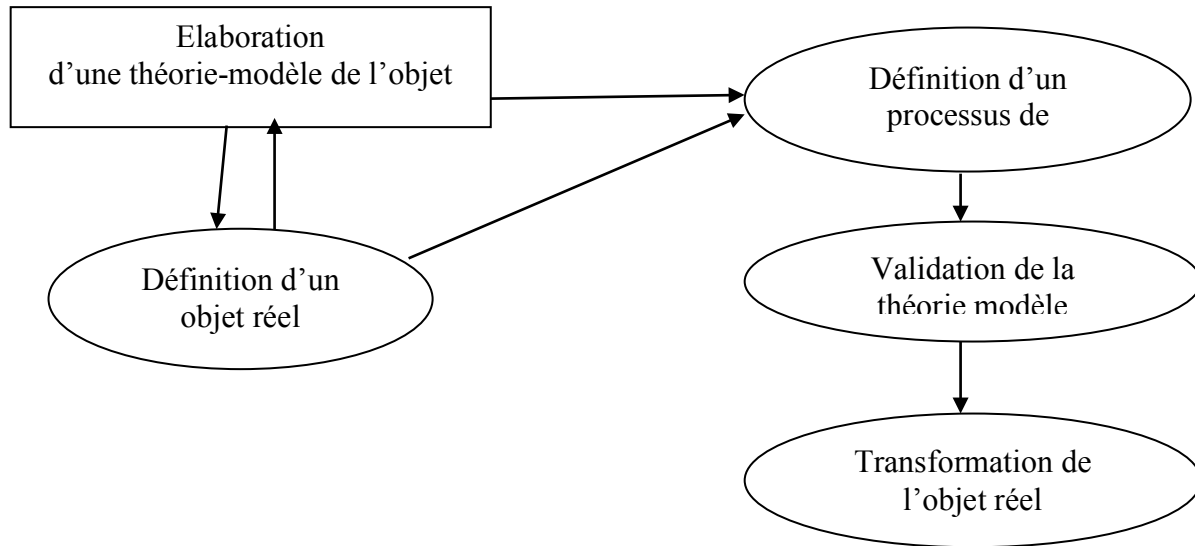 Elaboration
d’une théorie-modèle de l’objet
Définition d’un
objet réel
Définition d’un
processus de
Validation de la
théorie modèle
Transformation de
l’objet réel